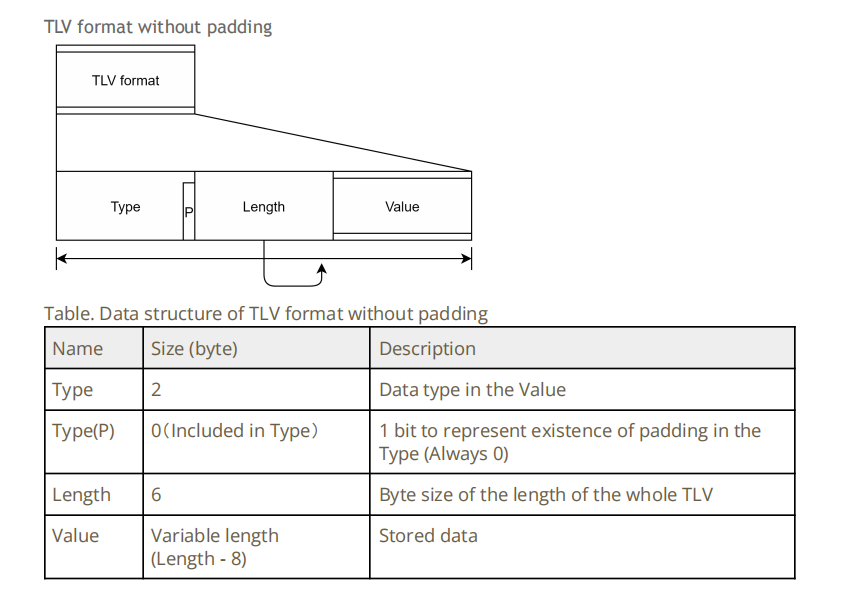 TLV format without padding
TLV format
Type
P
Length
Value
Table. Data structure of TLV format without padding
Name Size (byte) Description
Type 2 Data type in the Value
Type(P) 0（Included in Type） 1 bit to represent existence of padding in the
Type (Always 0)
Length 6 Byte size of the length of the whole TLV
Value Variable length Stored data
(Length - 8)